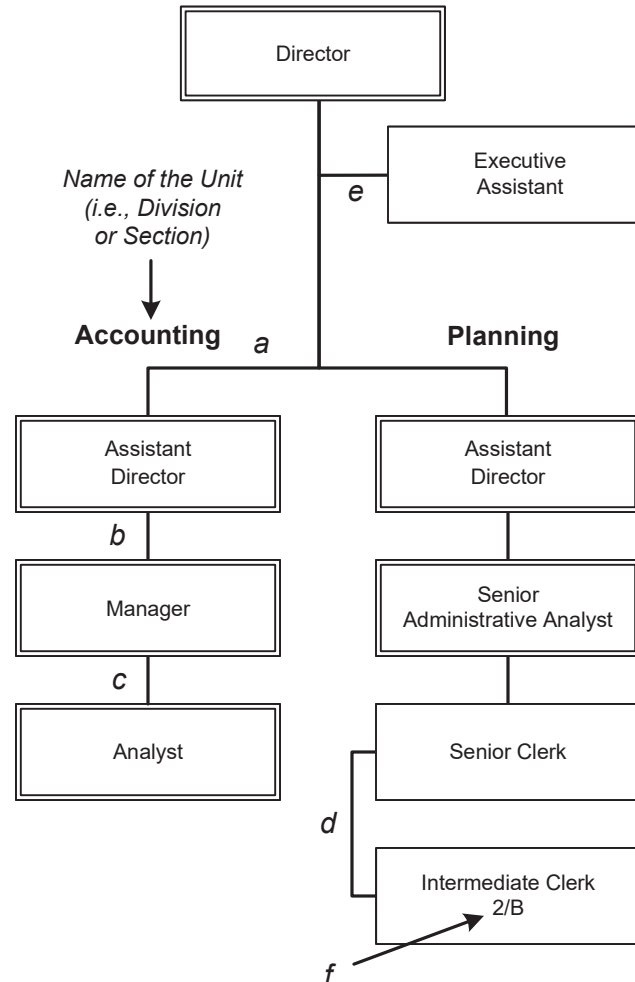 Director
Executive
Assistant
e
Name of the Unit
(i.e., Division
or Section)
Accounting
a
Planning
Assistant
Director
Assistant
Director
b
Manager
Senior
Administrative Analyst
c
Analyst
Senior Clerk
d
Intermediate Clerk
2/B
f